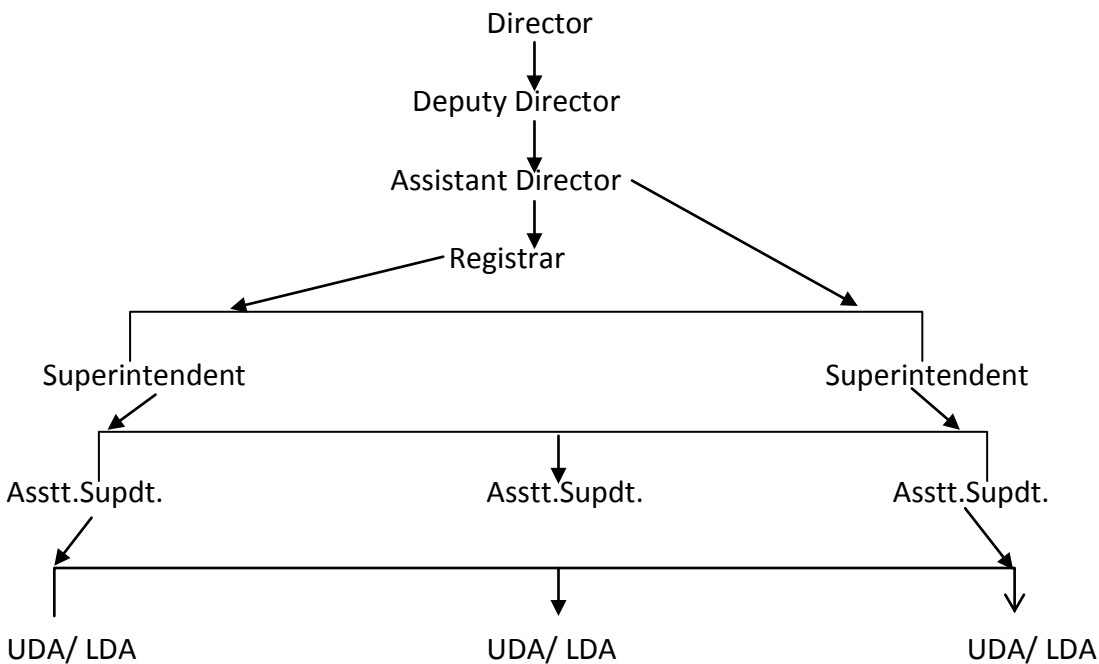 Director
Deputy Director
Assistant Director
Registrar
Superintendent Superintendent
Asstt.Supdt. Asstt.Supdt. Asstt.Supdt.
UDA/ LDA UDA/ LDA UDA/ LDA